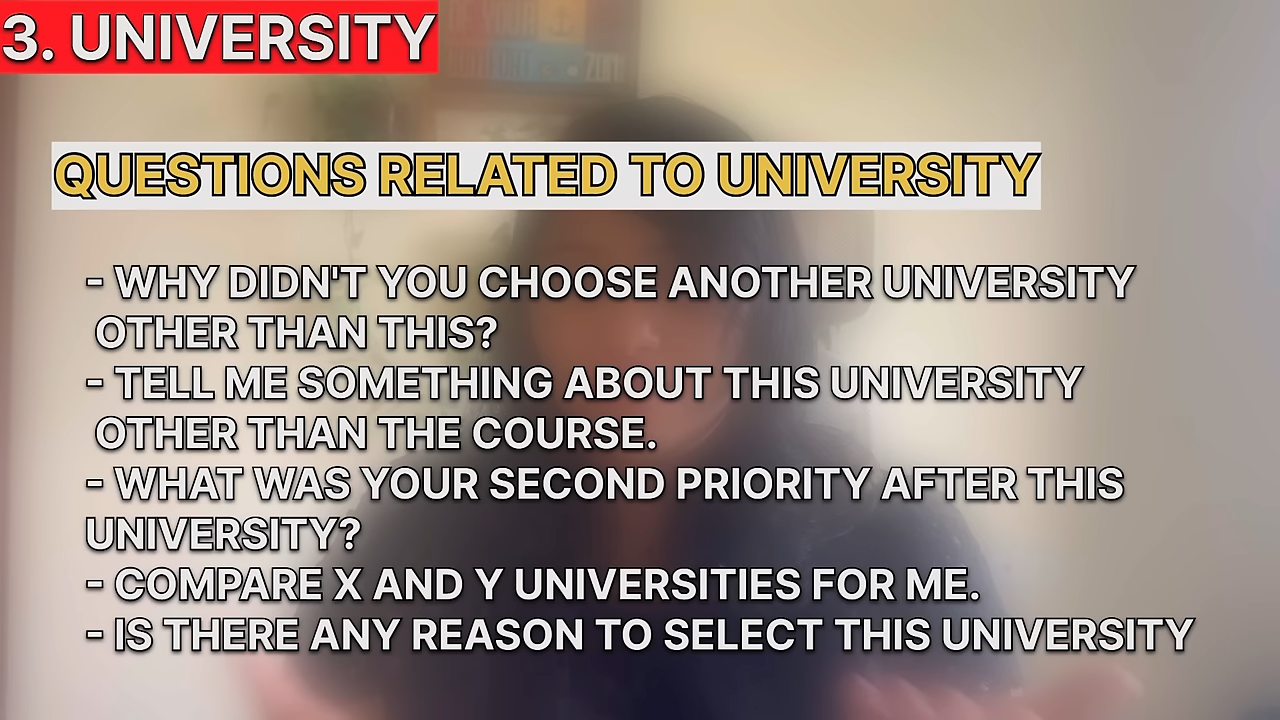 3. UNIVERSITY
QUESTIONS RELATED TO UNIVERSITY
- WHY DIDN'T YOU CHOOSE ANOTHER UNIVERSITY
OTHER THAN THIS?
- TELL ME SOMETHING ABOUT THIS UNIVERSITY
OTHER THAN THE COURSE.
- WHAT WAS YOUR SECOND PRIORITY AFTER THIS
UNIVERSITY?
- COMPARE X AND Y UNIVERSITIES FOR ME.
- IS THERE ANY REASON TO SELECT THIS UNIVERSITY